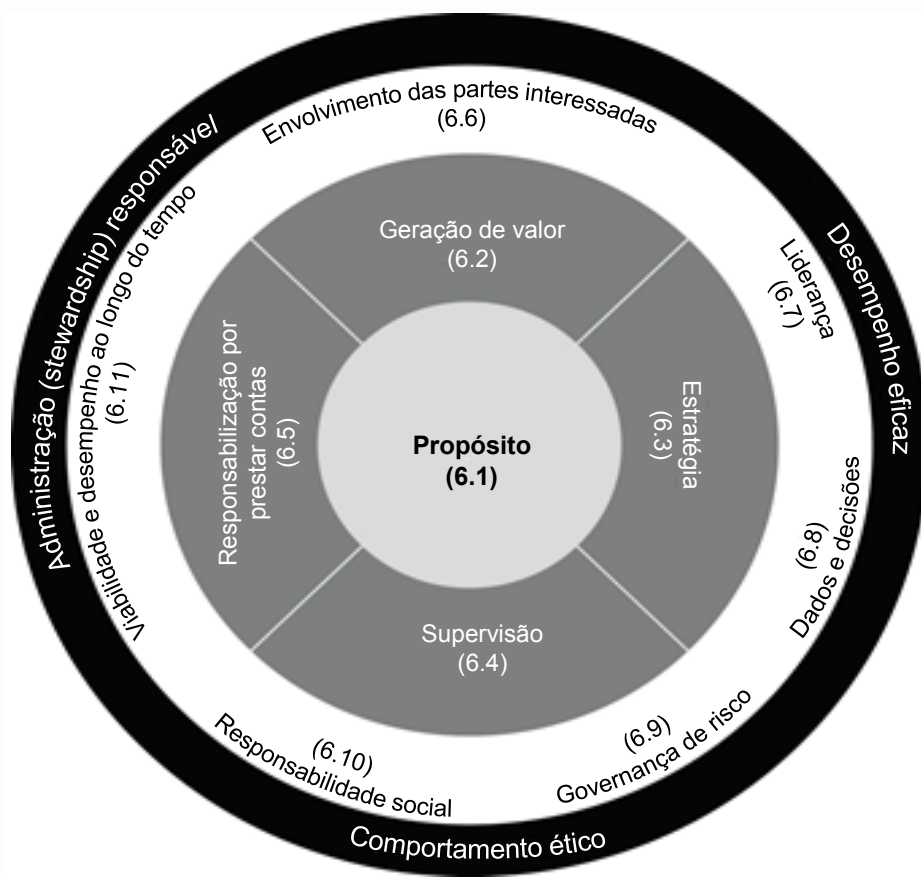 Administração (stewardship) responsável
Desempenho eficaz
Comportamento ético
Envolvimento das partes interessadas
(6.6)
Liderança
(6.7)
(6.8)
Dados e decisões
(6.9)
Governança de risco
(6.10)
Responsabilidade social
Viabilidade e desempenho ao longo do tempo
(6.11)
Geração de valor
(6.2)
Estratégia
(6.3)
Supervisão
(6.4)
Responsabilização por
prestar contas
(6.5)
Propósito
(6.1)